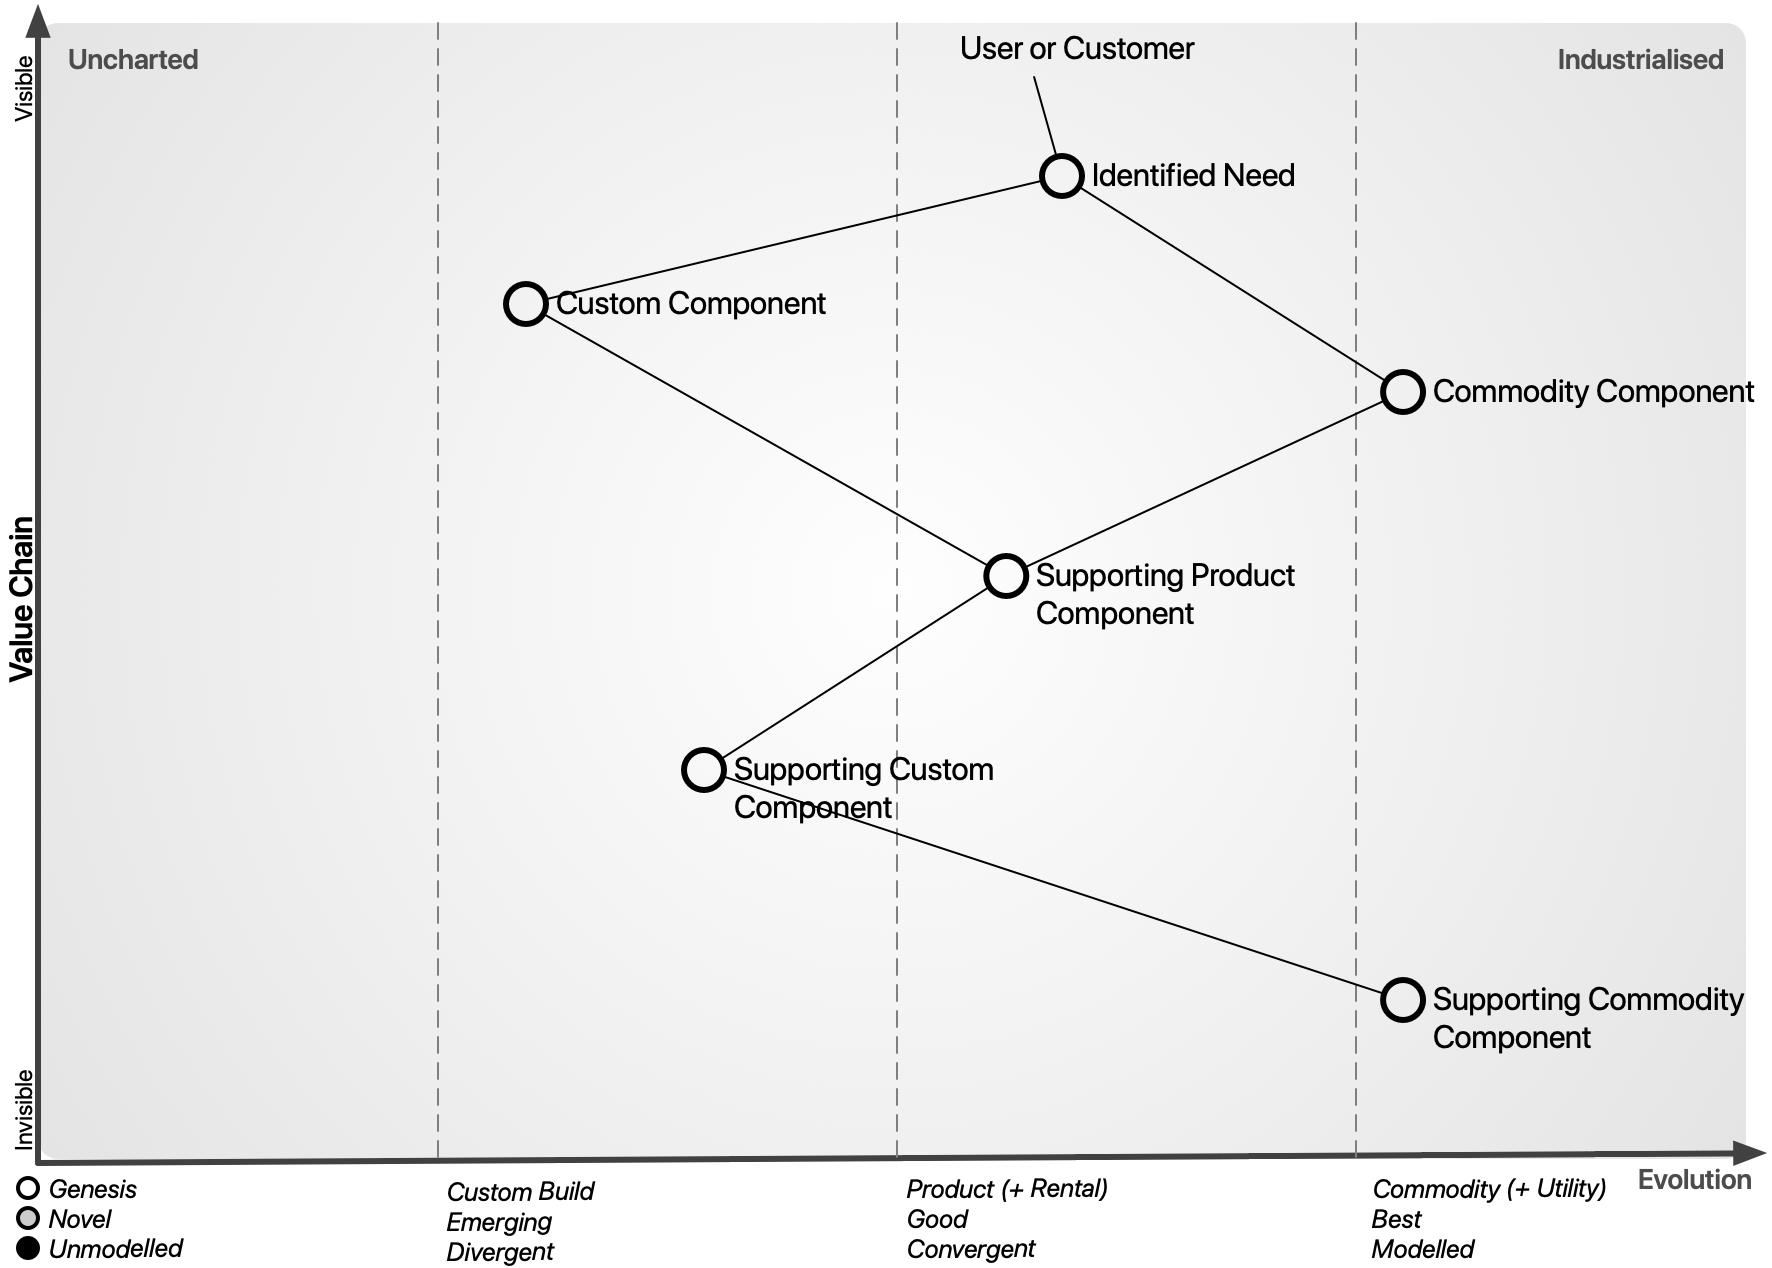 Uncharted
User or Customer
Industrialised
Visible
Identified Need
Custom Component
Commodity Component
Value Chain
Supporting Product
Component
Supporting Custom
Component
Supporting Commodity
Component
Invisible
Evolution
Genesis
Novel
Unmodelled
Custom Build
Emerging
Divergent
Product (+ Rental)
Good
Convergent
Commodity (+ Utility)
Best
Modelled